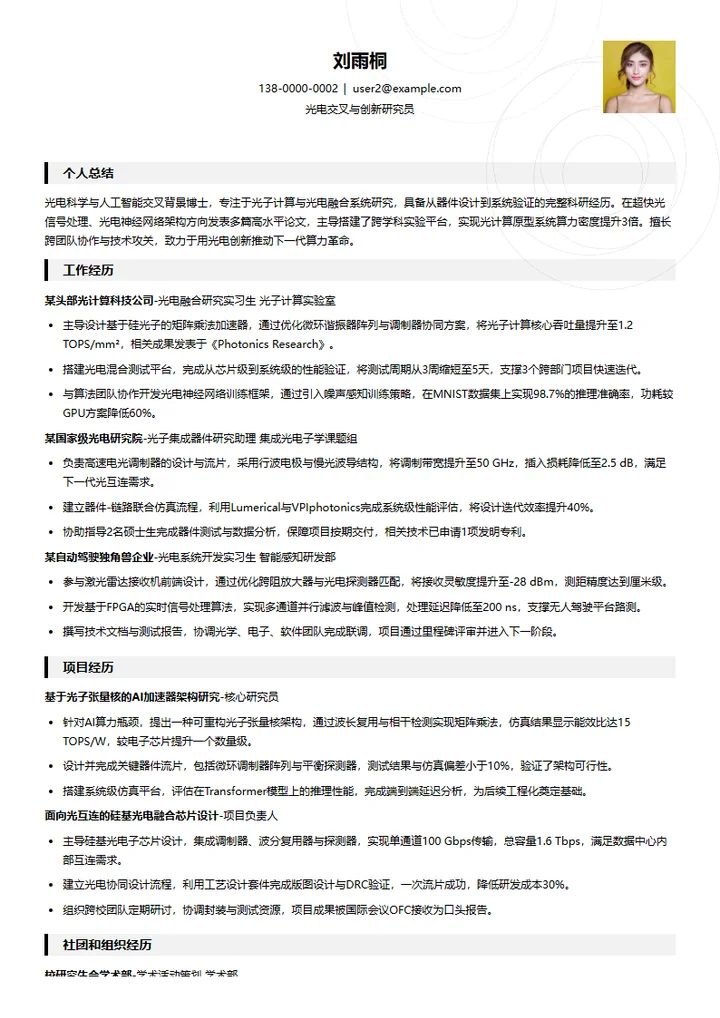 刘雨桐
138-0000-0002 | user2@example.com
光电交叉与创新研究员
个人总结
光电科学与人工智能交叉背景博士，专注于光子计算与光电融合系统研究，具备从器件设计到系统验证的完整科研经历。在超快光
信号处理、光电神经网络架构方向发表多篇高水平论文，主导搭建了跨学科实验平台，实现光计算原型系统算力密度提升3倍。擅长
跨团队协作与技术攻关，致力于用光电创新推动下一代算力革命。
工作经历
某头部光计算科技公司-光电融合研究实习生 光子计算实验室
• 主导设计基于硅光子的矩阵乘法加速器，通过优化微环谐振器阵列与调制器协同方案，将光子计算核心吞吐量提升至1.2
TOPS/mm²，相关成果发表于《Photonics Research》。
• 搭建光电混合测试平台，完成从芯片级到系统级的性能验证，将测试周期从3周缩短至5天，支撑3个跨部门项目快速迭代。
• 与算法团队协作开发光电神经网络训练框架，通过引入噪声感知训练策略，在MNIST数据集上实现98.7%的推理准确率，功耗较
GPU方案降低60%。
某国家级光电研究院-光子集成器件研究助理 集成光电子学课题组
• 负责高速电光调制器的设计与流片，采用行波电极与慢光波导结构，将调制带宽提升至50 GHz，插入损耗降低至2.5 dB，满足
下一代光互连需求。
• 建立器件-链路联合仿真流程，利用Lumerical与VPIphotonics完成系统级性能评估，将设计迭代效率提升40%。
• 协助指导2名硕士生完成器件测试与数据分析，保障项目按期交付，相关技术已申请1项发明专利。
某自动驾驶独角兽企业-光电系统开发实习生 智能感知研发部
• 参与激光雷达接收机前端设计，通过优化跨阻放大器与光电探测器匹配，将接收灵敏度提升至-28 dBm，测距精度达到厘米级。
• 开发基于FPGA的实时信号处理算法，实现多通道并行滤波与峰值检测，处理延迟降低至200 ns，支撑无人驾驶平台路测。
• 撰写技术文档与测试报告，协调光学、电子、软件团队完成联调，项目通过里程碑评审并进入下一阶段。
项目经历
基于光子张量核的AI加速器架构研究-核心研究员
• 针对AI算力瓶颈，提出一种可重构光子张量核架构，通过波长复用与相干检测实现矩阵乘法，仿真结果显示能效比达15
TOPS/W，较电子芯片提升一个数量级。
• 设计并完成关键器件流片，包括微环调制器阵列与平衡探测器，测试结果与仿真偏差小于10%，验证了架构可行性。
• 搭建系统级仿真平台，评估在Transformer模型上的推理性能，完成端到端延迟分析，为后续工程化奠定基础。
面向光互连的硅基光电融合芯片设计-项目负责人
• 主导硅基光电子芯片设计，集成调制器、波分复用器与探测器，实现单通道100 Gbps传输，总容量1.6 Tbps，满足数据中心内
部互连需求。
• 建立光电协同设计流程，利用工艺设计套件完成版图设计与DRC验证，一次流片成功，降低研发成本30%。
• 组织跨校团队定期研讨，协调封装与测试资源，项目成果被国际会议OFC接收为口头报告。
社团和组织经历
校研究生会学术部-学术活动策划 学术部